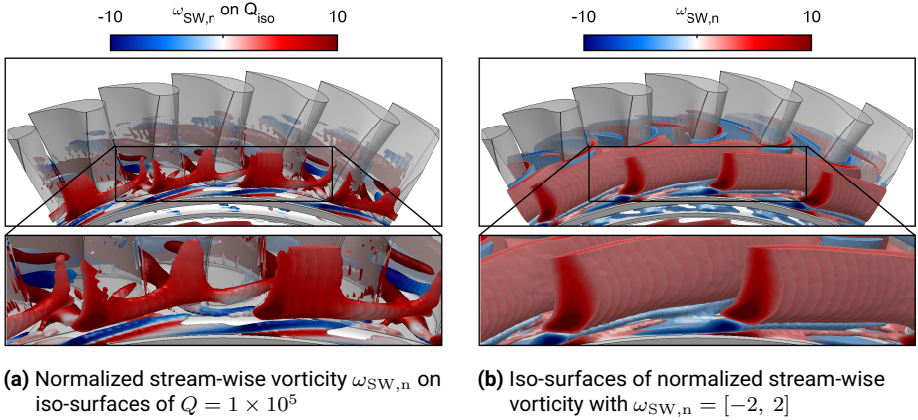 ω_SW,n on Q_iso
-10 10
ω_SW,n
-10 10
(a) Normalized stream-wise vorticity ω_SW,n on
iso-surfaces of Q = 1 × 10^5
(b) Iso-surfaces of normalized stream-wise
vorticity with ω_SW,n = [−2, 2]